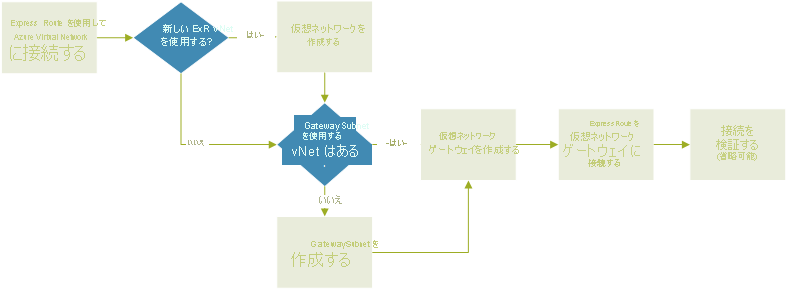 Express Route を使用して
Azure Virtual Network
に接続する
新しい ExR vNet
を使用する?
はい
仮想ネットワークを
作成する
いいえ
Gateway Subnet
を使用する
vNet はある
はい
仮想ネットワーク
ゲートウェイを作成する
Express Route を
仮想ネットワーク
ゲートウェイに
接続する
接続を
検証する
(省略可能)
いいえ
GatewaySubnet を
作成する